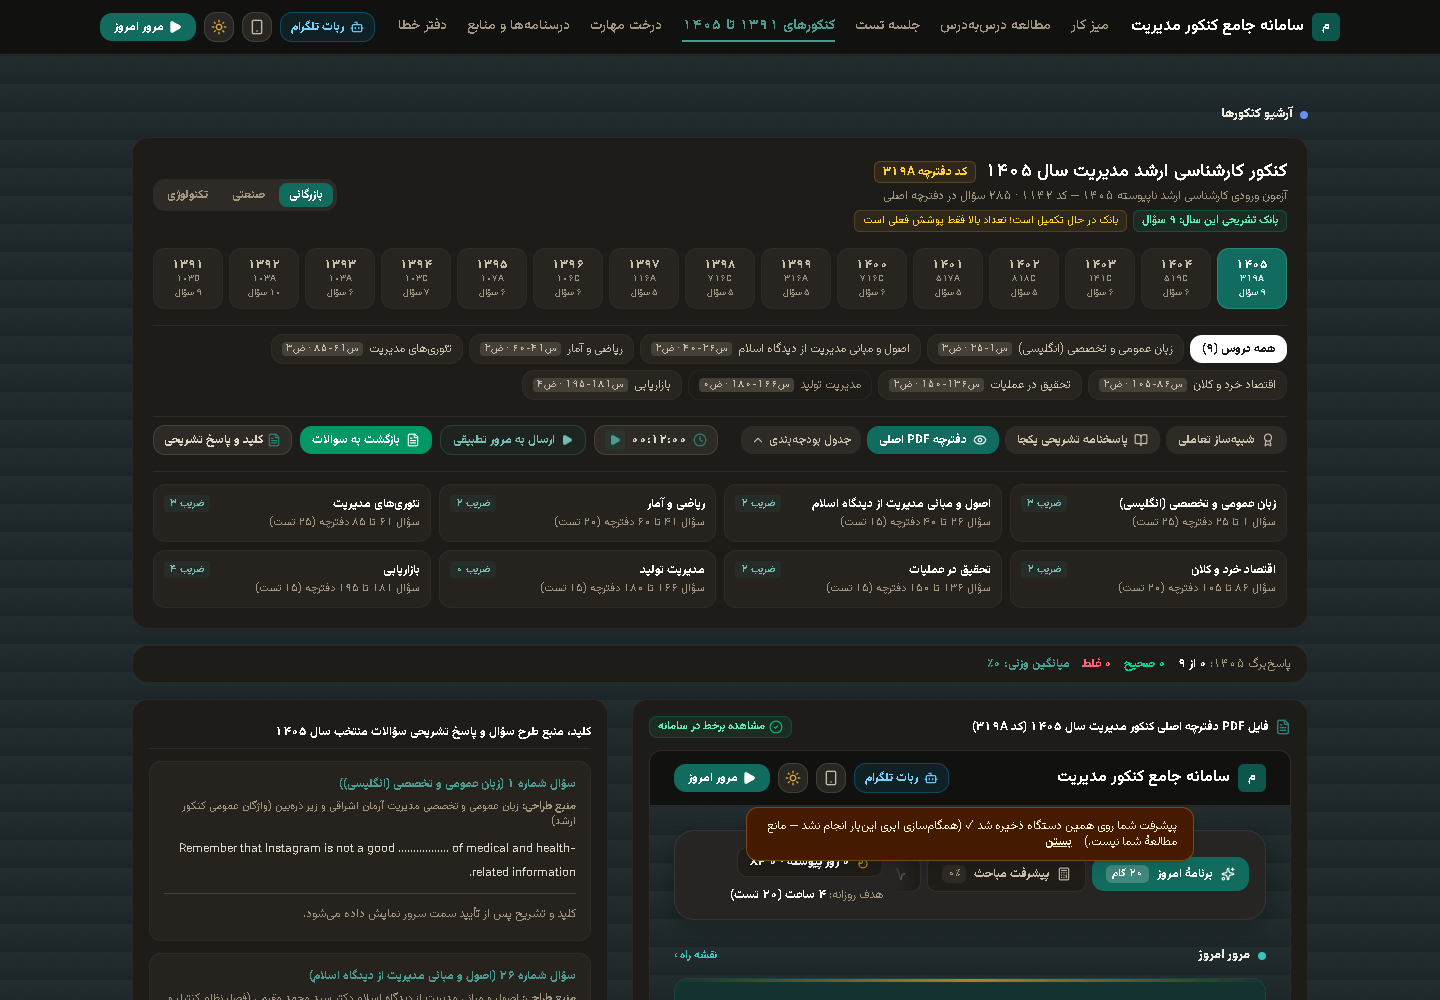 م سامانه جامع کنکور مدیریت میز کار مطالعه درس‌به‌درس جلسه تست کنکورهای ۱۳۹۱ تا ۱۴۰۵ درخت مهارت درسنامه‌ها و منابع دفتر خطا ربات تلگرام مرور امروز
آرشیو کنکورها
کنکور کارشناسی ارشد مدیریت سال ۱۴۰۵ کد دفترچه ۳۱۹A
بازرگانی صنعتی تکنولوژی
آزمون ورودی کارشناسی ارشد ناپیوسته ۱۴۰۵ — کد ۱۱۴۲ · ۲۸۵ سؤال در دفترچه اصلی
بانک تشریحی این سال: ۹ سؤال بانک در حال تکمیل است؛ تعداد بالا فقط پوشش فعلی است
۱۴۰۵ ۱۴۰۴ ۱۴۰۳ ۱۴۰۲ ۱۴۰۱ ۱۴۰۰ ۱۳۹۹ ۱۳۹۸ ۱۳۹۷ ۱۳۹۶ ۱۳۹۵ ۱۳۹۴ ۱۳۹۳ ۱۳۹۲ ۱۳۹۱
۳۱۹A ۵۱۹C ۱۴۱C ۸۱۸C ۵۱۷A ۷۱۶C ۳۱۶A ۷۱۶C ۱۱۶A ۱۰۶C ۱۰۷A ۱۰۳C ۱۰۳A ۱۰۳A ۱۰۳D
۹ سؤال ۶ سؤال ۶ سؤال ۵ سؤال ۵ سؤال ۶ سؤال ۵ سؤال ۵ سؤال ۵ سؤال ۶ سؤال ۶ سؤال ۷ سؤال ۶ سؤال ۱۰ سؤال ۹ سؤال
همه دروس (۹) زبان عمومی و تخصصی (انگلیسی) س۱-۲۵ · ض۳ اصول و مبانی مدیریت از دیدگاه اسلام س۲۶-۴۰ · ض۲ ریاضی و آمار س۴۱-۶۰ · ض۲ تئوری‌های مدیریت س۶۱-۸۵ · ض۳
اقتصاد خرد و کلان س۸۶-۱۰۵ · ض۲ تحقیق در عملیات س۱۳۶-۱۵۰ · ض۲ مدیریت تولید س۱۶۶-۱۸۰ · ض۰ بازاریابی س۱۸۱-۱۹۵ · ض۴
شبیه‌ساز تعاملی پاسخنامه تشریحی یکجا دفترچه PDF اصلی جدول بودجه‌بندی ۰۰:۱۲:۰۰ ارسال به مرور تطبیقی بازگشت به سوالات کلید و پاسخ تشریحی
زبان عمومی و تخصصی (انگلیسی) ضریب ۳ اصول و مبانی مدیریت از دیدگاه اسلام ضریب ۲ ریاضی و آمار ضریب ۲ تئوری‌های مدیریت ضریب ۳
سؤال ۱ تا ۲۵ دفترچه (۲۵ تست) سؤال ۲۶ تا ۴۰ دفترچه (۱۵ تست) سؤال ۴۱ تا ۶۰ دفترچه (۲۰ تست) سؤال ۶۱ تا ۸۵ دفترچه (۲۵ تست)
اقتصاد خرد و کلان ضریب ۲ تحقیق در عملیات ضریب ۲ مدیریت تولید ضریب ۰ بازاریابی ضریب ۴
سؤال ۸۶ تا ۱۰۵ دفترچه (۲۰ تست) سؤال ۱۳۶ تا ۱۵۰ دفترچه (۱۵ تست) سؤال ۱۶۶ تا ۱۸۰ دفترچه (۱۵ تست) سؤال ۱۸۱ تا ۱۹۵ دفترچه (۱۵ تست)
پاسخ‌برگ ۱۴۰۵: ۰ از ۹ ۰ صحیح ۰ غلط میانگین وزنی: ۰٪
فایل PDF دفترچه اصلی کنکور مدیریت سال ۱۴۰۵ (کد ۳۱۹A) مشاهده برخط در سامانه
م سامانه جامع کنکور مدیریت ربات تلگرام مرور امروز
پیشرفت شما روی همین دستگاه ذخیره شد ✓ (همگام‌سازی ابری این‌بار انجام نشد — مانع
مطالعهٔ شما نیست.) بستن
برنامهٔ امروز ۲۰ گام پیشرفت مباحث ۰٪
هدف روزانه: ۴ ساعت (۲۰ تست)
مرور امروز نقشه راه ›
کلید، منبع طرح سؤال و پاسخ تشریحی سؤالات منتخب سال ۱۴۰۵
سؤال شماره ۱ (زبان عمومی و تخصصی (انگلیسی))
منبع طراحی: زبان عمومی و تخصصی مدیریت آرمان اشراقی و زیر ذره‌بین (واژگان عمومی کنکور
ارشد)
Remember that Instagram is not a good ................ of medical and health-
related information.
کلید و تشریح پس از تأیید سمت سرور نمایش داده می‌شود.
سؤال شماره ۲۶ (اصول و مبانی مدیریت از دیدگاه اسلام)